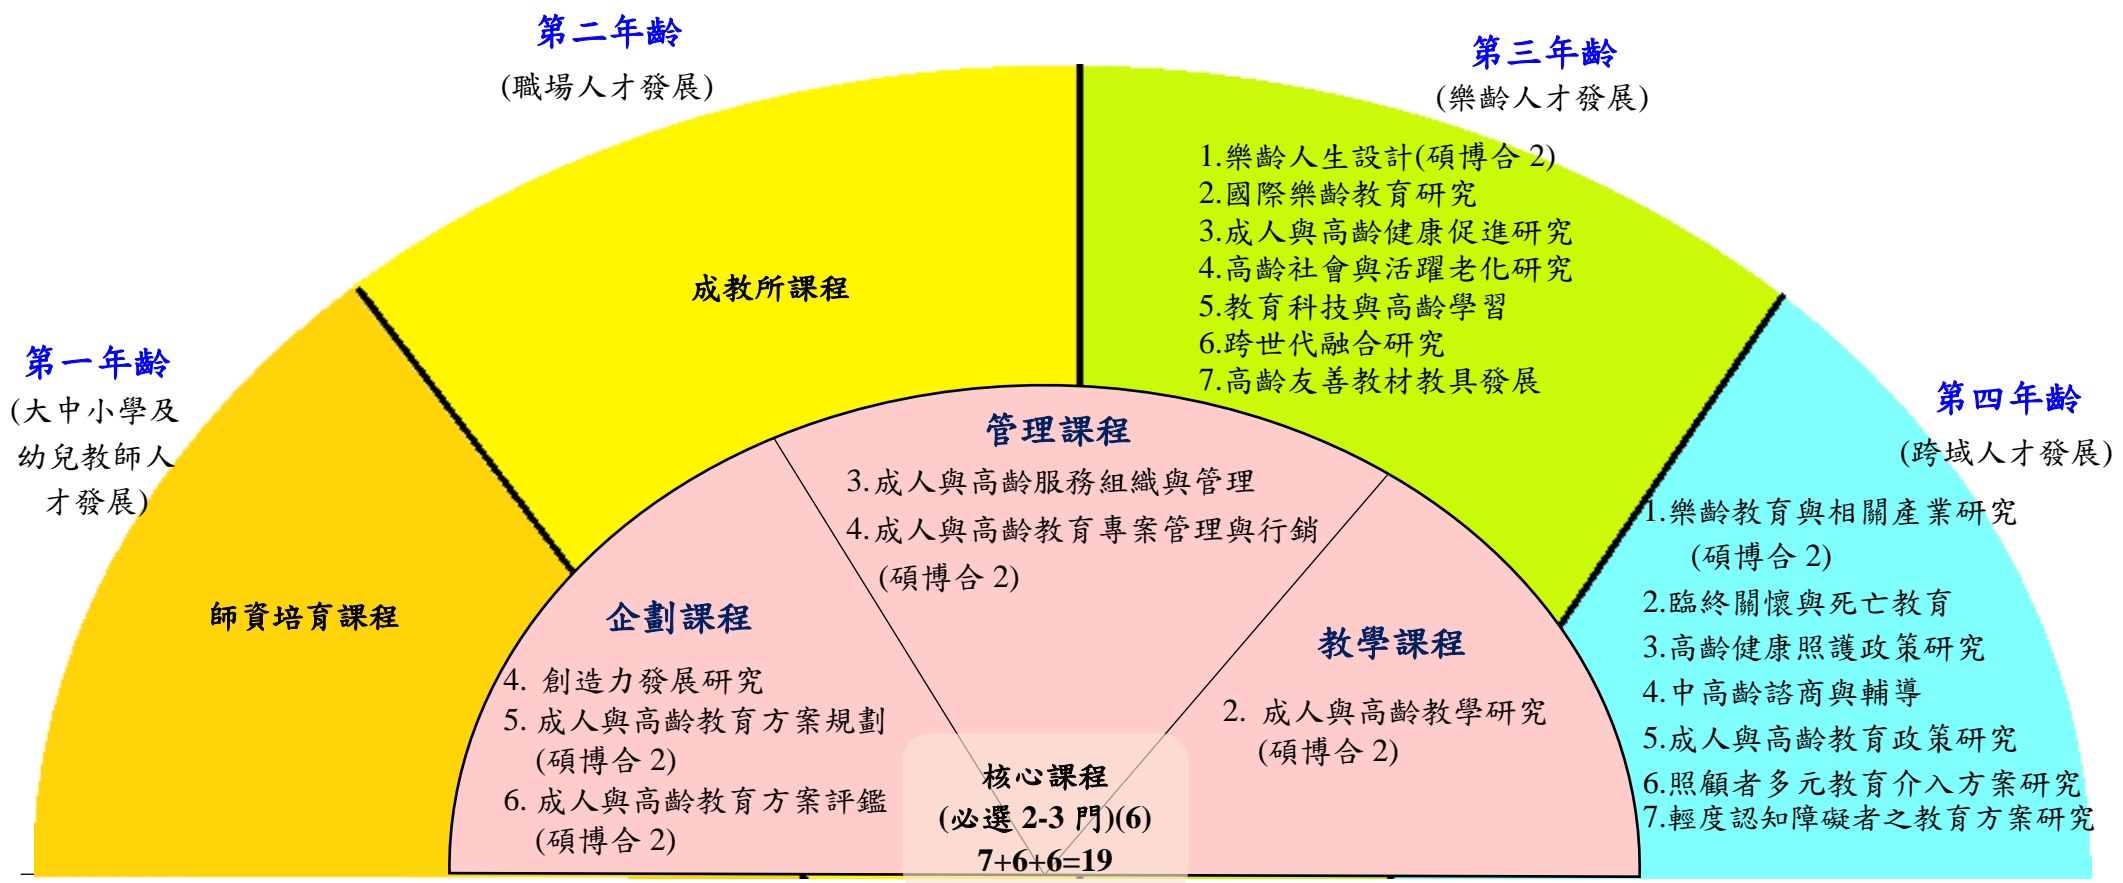 第二年齡
(職場人才發展)
第三年齡
(樂齡人才發展)
1.樂齡人生設計(碩博合 2)
2.國際樂齡教育研究
3.成人與高齡健康促進研究
4.高齡社會與活躍老化研究
5.教育科技與高齡學習
6.跨世代融合研究
7.高齡友善教材教具發展
成教所課程
第一年齡
(大中小學及
幼兒教師人
才發展)
師資培育課程
第四年齡
(跨域人才發展)
1.樂齡教育與相關產業研究
(碩博合 2)
2.臨終關懷與死亡教育
3.高齡健康照護政策研究
4.中高齡諮商與輔導
5.成人與高齡教育政策研究
6.照顧者多元教育介入方案研究
7.輕度認知障礙者之教育方案研究
管理課程
3.成人與高齡服務組織與管理
4.成人與高齡教育專案管理與行銷
(碩博合 2)
企劃課程
4. 創造力發展研究
5. 成人與高齡教育方案規劃
(碩博合 2)
6. 成人與高齡教育方案評鑑
(碩博合 2)
教學課程
2. 成人與高齡教學研究
(碩博合 2)
核心課程
(必選 2-3 門)(6)
7+6+6=19